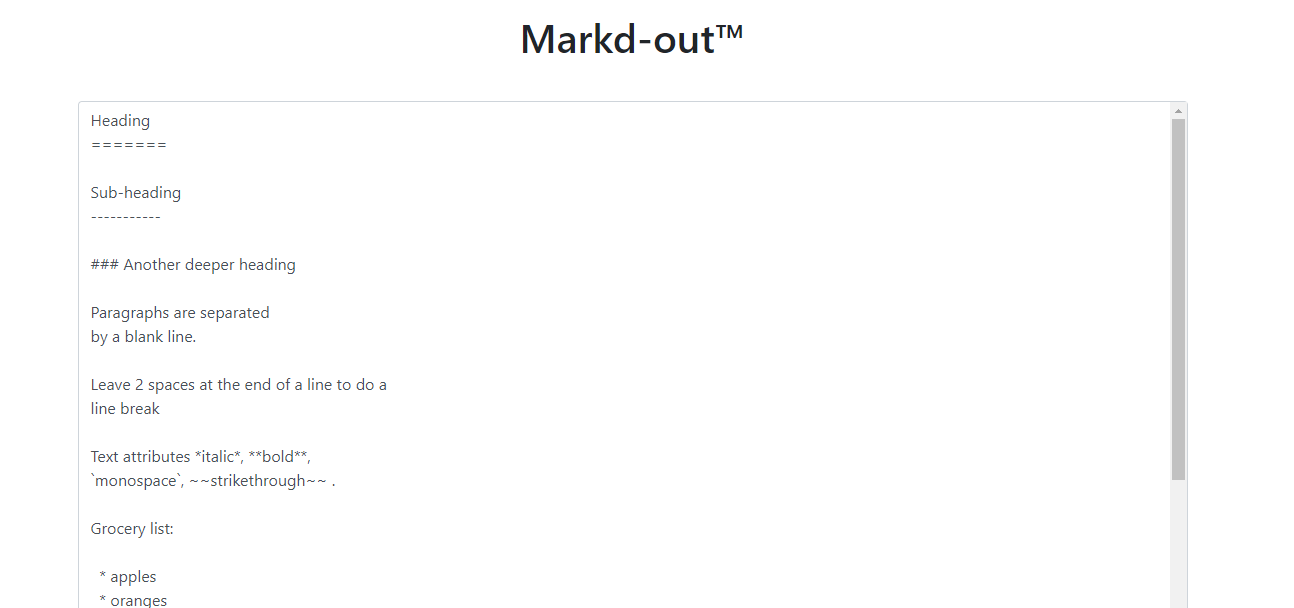 Markd-out™
Heading
=======
Sub-heading
-----------
### Another deeper heading
Paragraphs are separated
by a blank line.
Leave 2 spaces at the end of a line to do a
line break
Text attributes *italic*, **bold**,
`monospace`, ~~strikethrough~~ .
Grocery list:
* apples
* oranges